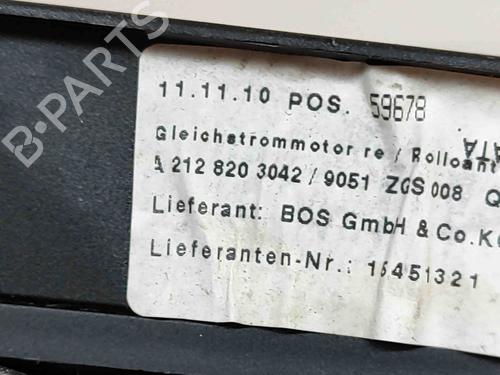 11.11.10 POS. 59678
Gleichstrommotor re / Rolloant
A 212 820 3042 / 9051 ZGS 008 Q
Lieferant: BOS GmbH & Co. K
Lieferanten-Nr.: 15451321